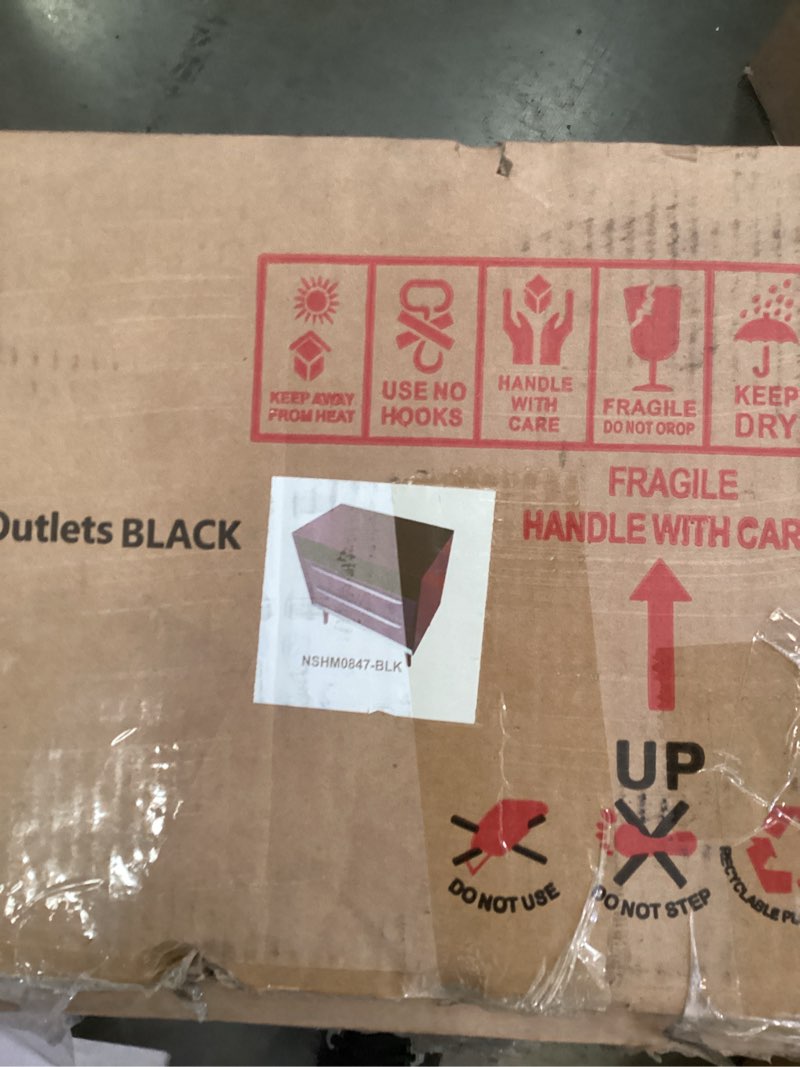 KEEP AWAY
FROM HEAT
USE NO
HOOKS
HANDLE
WITH
CARE
FRAGILE
DO NOT DROP
KEEP
DRY
FRAGILE
HANDLE WITH CAR
Outlets BLACK
NSHM0847-BLK
UP
DO NOT USE
DO NOT STEP
RECYCLABLE PL